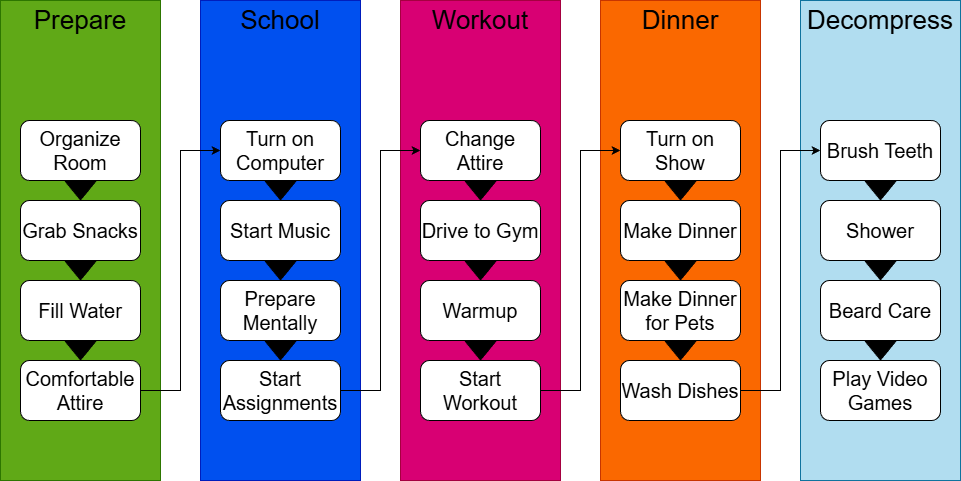 Prepare
Organize
Room
Grab Snacks
Fill Water
Comfortable
Attire
School
Turn on
Computer
Start Music
Prepare
Mentally
Start
Assignments
Workout
Change
Attire
Drive to Gym
Warmup
Start
Workout
Dinner
Turn on
Show
Make Dinner
Make Dinner
for Pets
Wash Dishes
Decompress
Brush Teeth
Shower
Beard Care
Play Video
Games